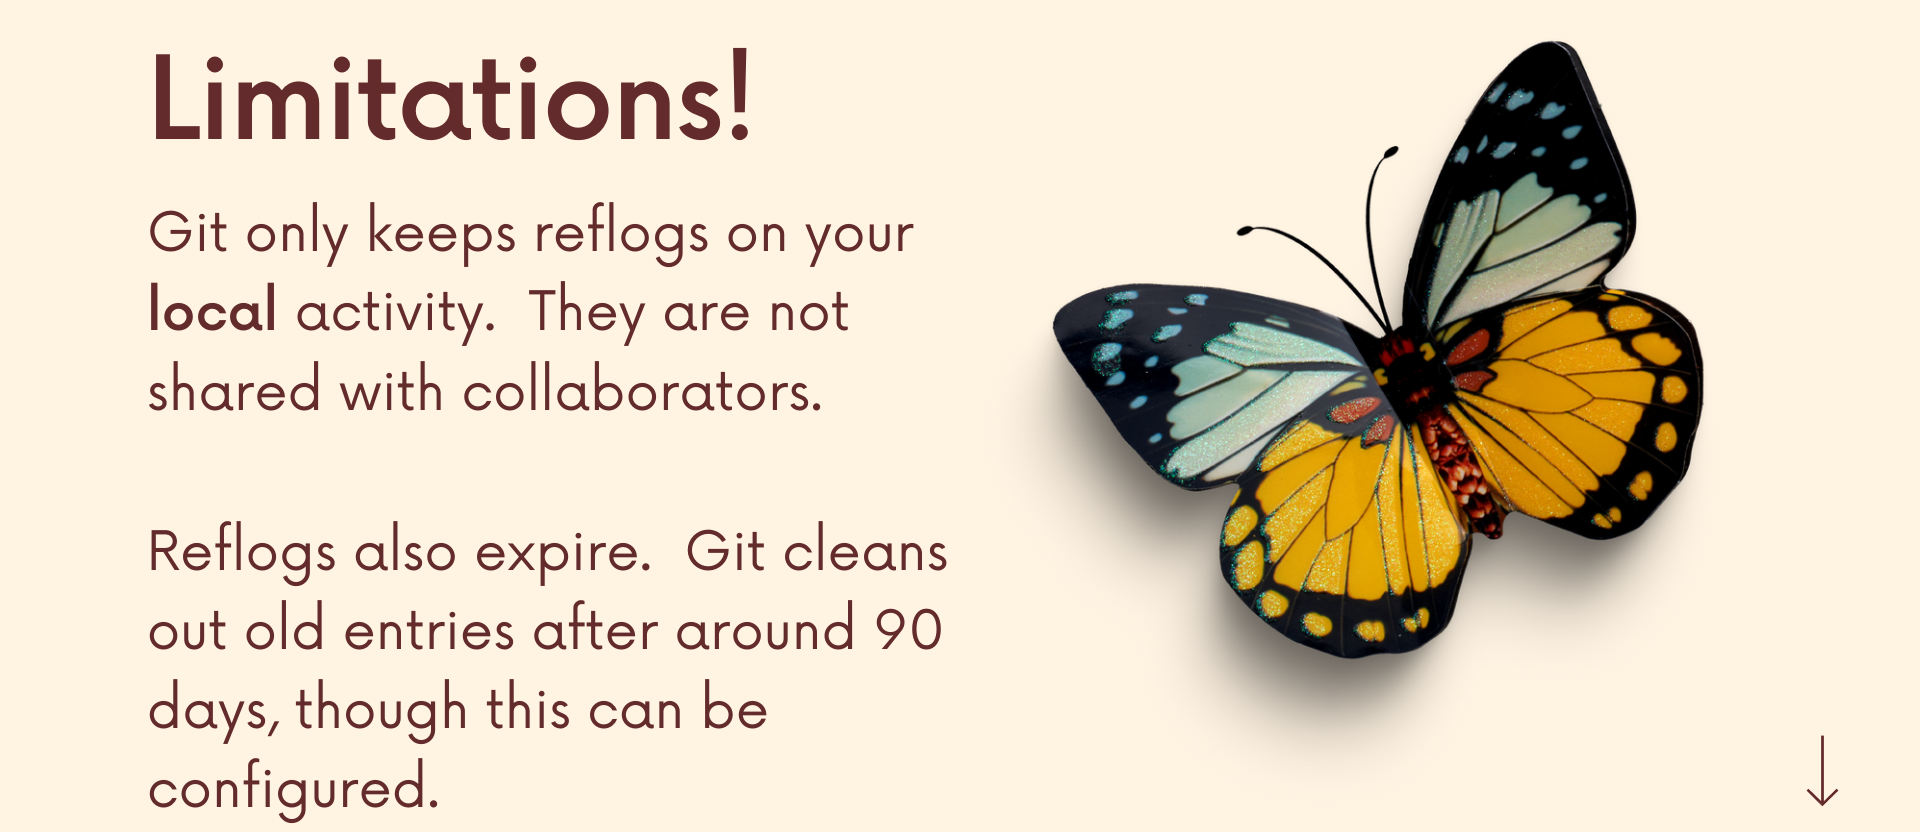 Limitations!
Git only keeps reflogs on your
local activity.  They are not
shared with collaborators.
Reflogs also expire.  Git cleans
out old entries after around 90
days, though this can be
configured.